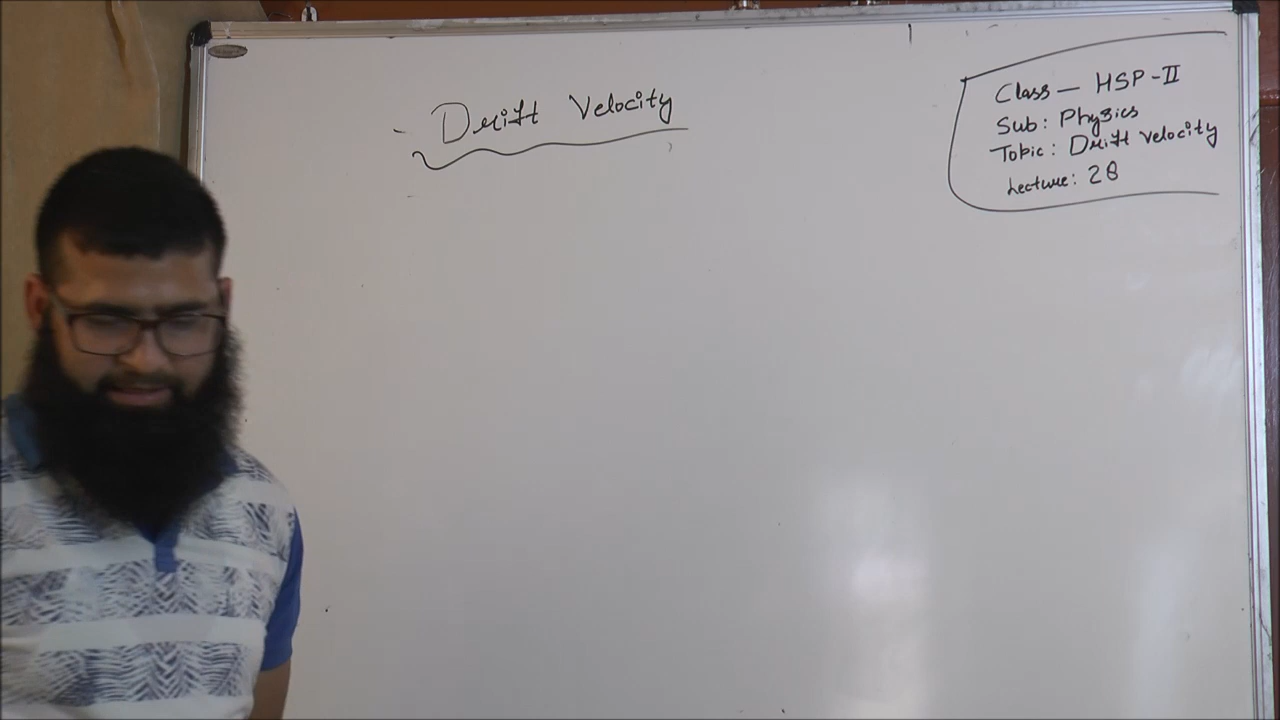 Drift Velocity
Class — HSP-II
Sub: Physics
Topic: Drift velocity
Lecture: 28